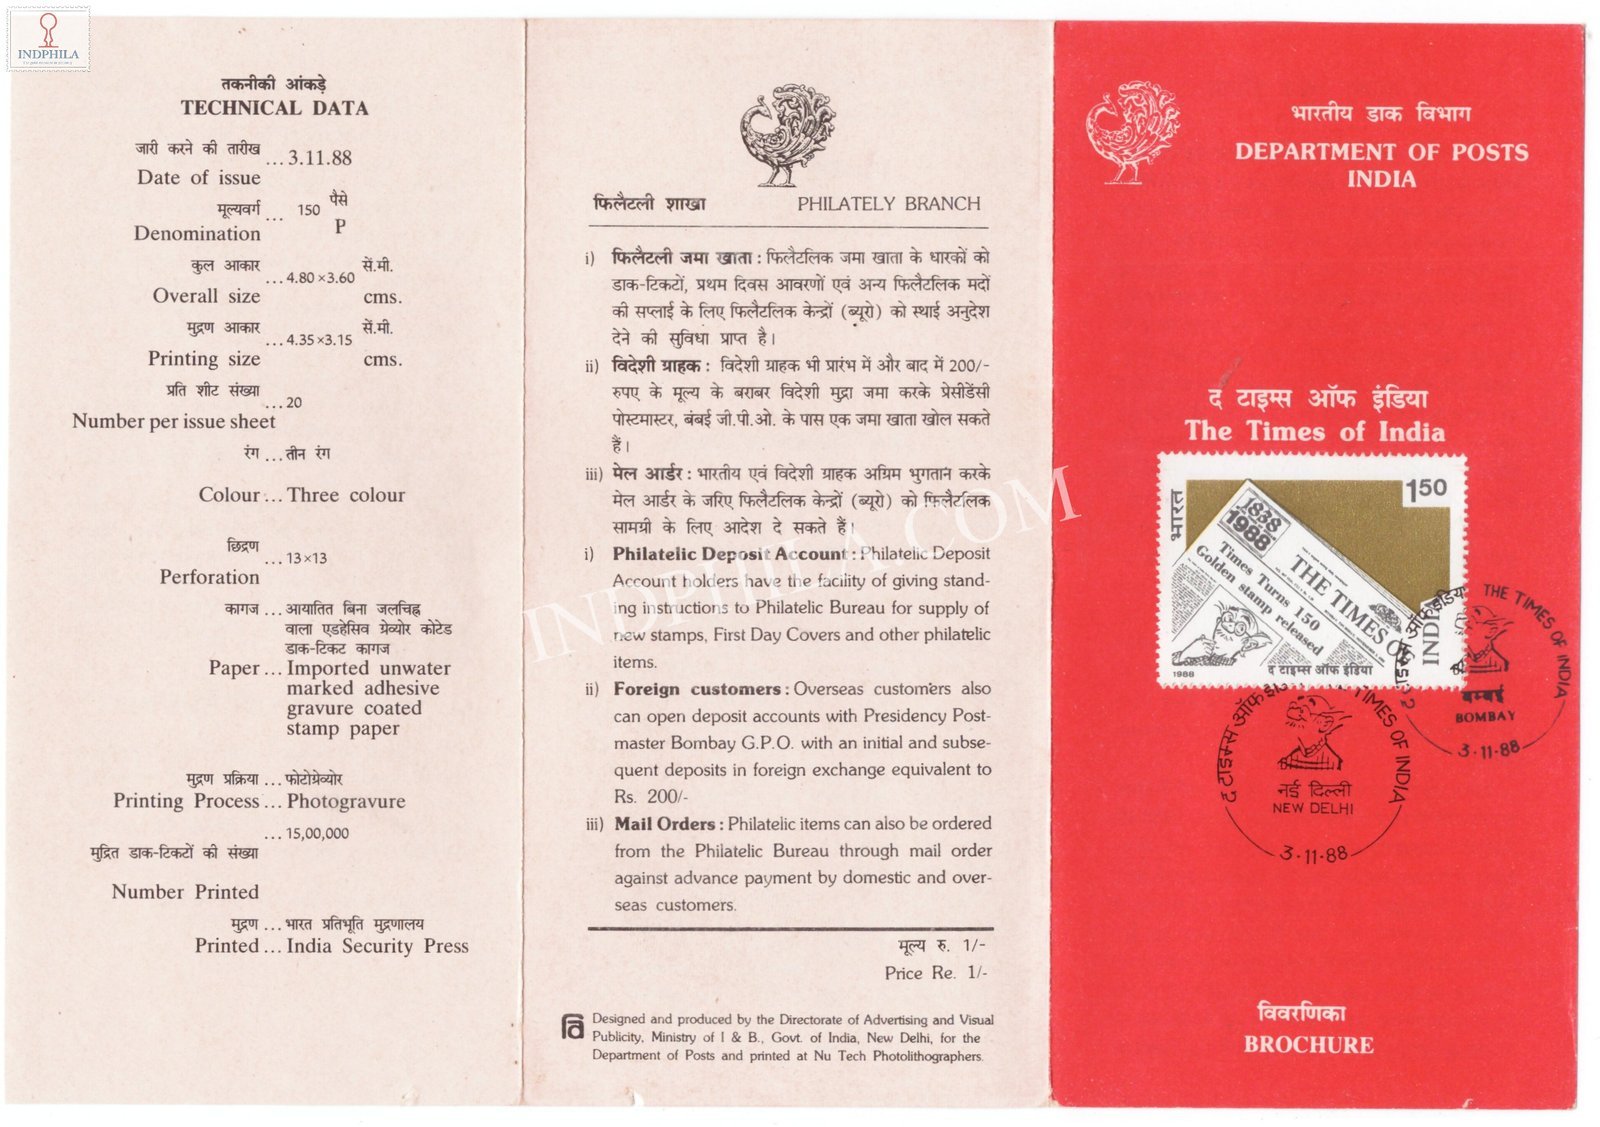 INDPHILA
तकनीकी आंकड़े
TECHNICAL DATA
जारी करने की तारीख ... 3.11.88
Date of issue
मूल्यवर्ग ... 150 पैसे
Denomination P
कुल आकार ... 4.80×3.60 सें.मी.
Overall size cms.
मुद्रण आकार ... 4.35×3.15 सें.मी.
Printing size cms.
प्रति शीट संख्या ... 20
Number per issue sheet
रंग ... तीन रंग
Colour ... Three colour
छिद्रण ... 13×13
Perforation
कागज ... आयातित बिना जलचिह्न
वाला एडहेसिव ग्रेव्योर कोटेड
डाक-टिकट कागज
Paper ... Imported unwater
marked adhesive
gravure coated
stamp paper
मुद्रण प्रक्रिया ... फोटोग्रेव्योर
Printing Process ... Photogravure
... 15,00,000
मुद्रित डाक-टिकटों की संख्या
Number Printed
मुद्रण ... भारत प्रतिभूति मुद्रणालय
Printed ... India Security Press
फिलैटली शाखा PHILATELY BRANCH
i) फिलैटली जमा खाता : फिलैटलिक जमा खाता के धारकों को
डाक-टिकटों, प्रथम दिवस आवरणों एवं अन्य फिलैटलिक मदों
की सप्लाई के लिए फिलैटलिक केन्द्रों (ब्यूरो) को स्थाई अनुदेश
देने की सुविधा प्राप्त है।
ii) विदेशी ग्राहक : विदेशी ग्राहक भी प्रारंभ में और बाद में 200/-
रुपए के मूल्य के बराबर विदेशी मुद्रा जमा करके प्रेसीडेंसी
पोस्टमास्टर, बंबई जी.पी.ओ. के पास एक जमा खाता खोल सकते
हैं।
iii) मेल आर्डर : भारतीय एवं विदेशी ग्राहक अग्रिम भुगतान करके
मेल आर्डर के जरिए फिलैटलिक केन्द्रों (ब्यूरो) को फिलैटलिक
सामग्री के लिए आदेश दे सकते हैं।
i) Philatelic Deposit Account : Philatelic Deposit
Account holders have the facility of giving stand-
ing instructions to Philatelic Bureau for supply of
new stamps, First Day Covers and other philatelic
items.
ii) Foreign customers : Overseas customers also
can open deposit accounts with Presidency Post-
master Bombay G.P.O. with an initial and subse-
quent deposits in foreign exchange equivalent to
Rs. 200/-
iii) Mail Orders : Philatelic items can also be ordered
from the Philatelic Bureau through mail order
against advance payment by domestic and over-
seas customers.
मूल्य रु. 1/-
Price Re. 1/-
Designed and produced by the Directorate of Advertising and Visual
Publicity, Ministry of I & B., Govt. of India, New Delhi, for the
Department of Posts and printed at Nu Tech Photolithographers.
INDPHILA.COM
भारतीय डाक विभाग
DEPARTMENT OF POSTS
INDIA
द टाइम्स ऑफ इंडिया
The Times of India
भारत
1.50
1838
1988
Times Turns 150
Golden stamp released
THE TIMES OF INDIA
द टाइम्स ऑफ इंडिया
1988
द टाइम्स ऑफ इंडिया THE TIMES OF INDIA
बम्बई
BOMBAY
3·11·88
द टाइम्स ऑफ इंडिया THE TIMES OF INDIA
नई दिल्ली
NEW DELHI
3·11·88
विवरणिका
BROCHURE